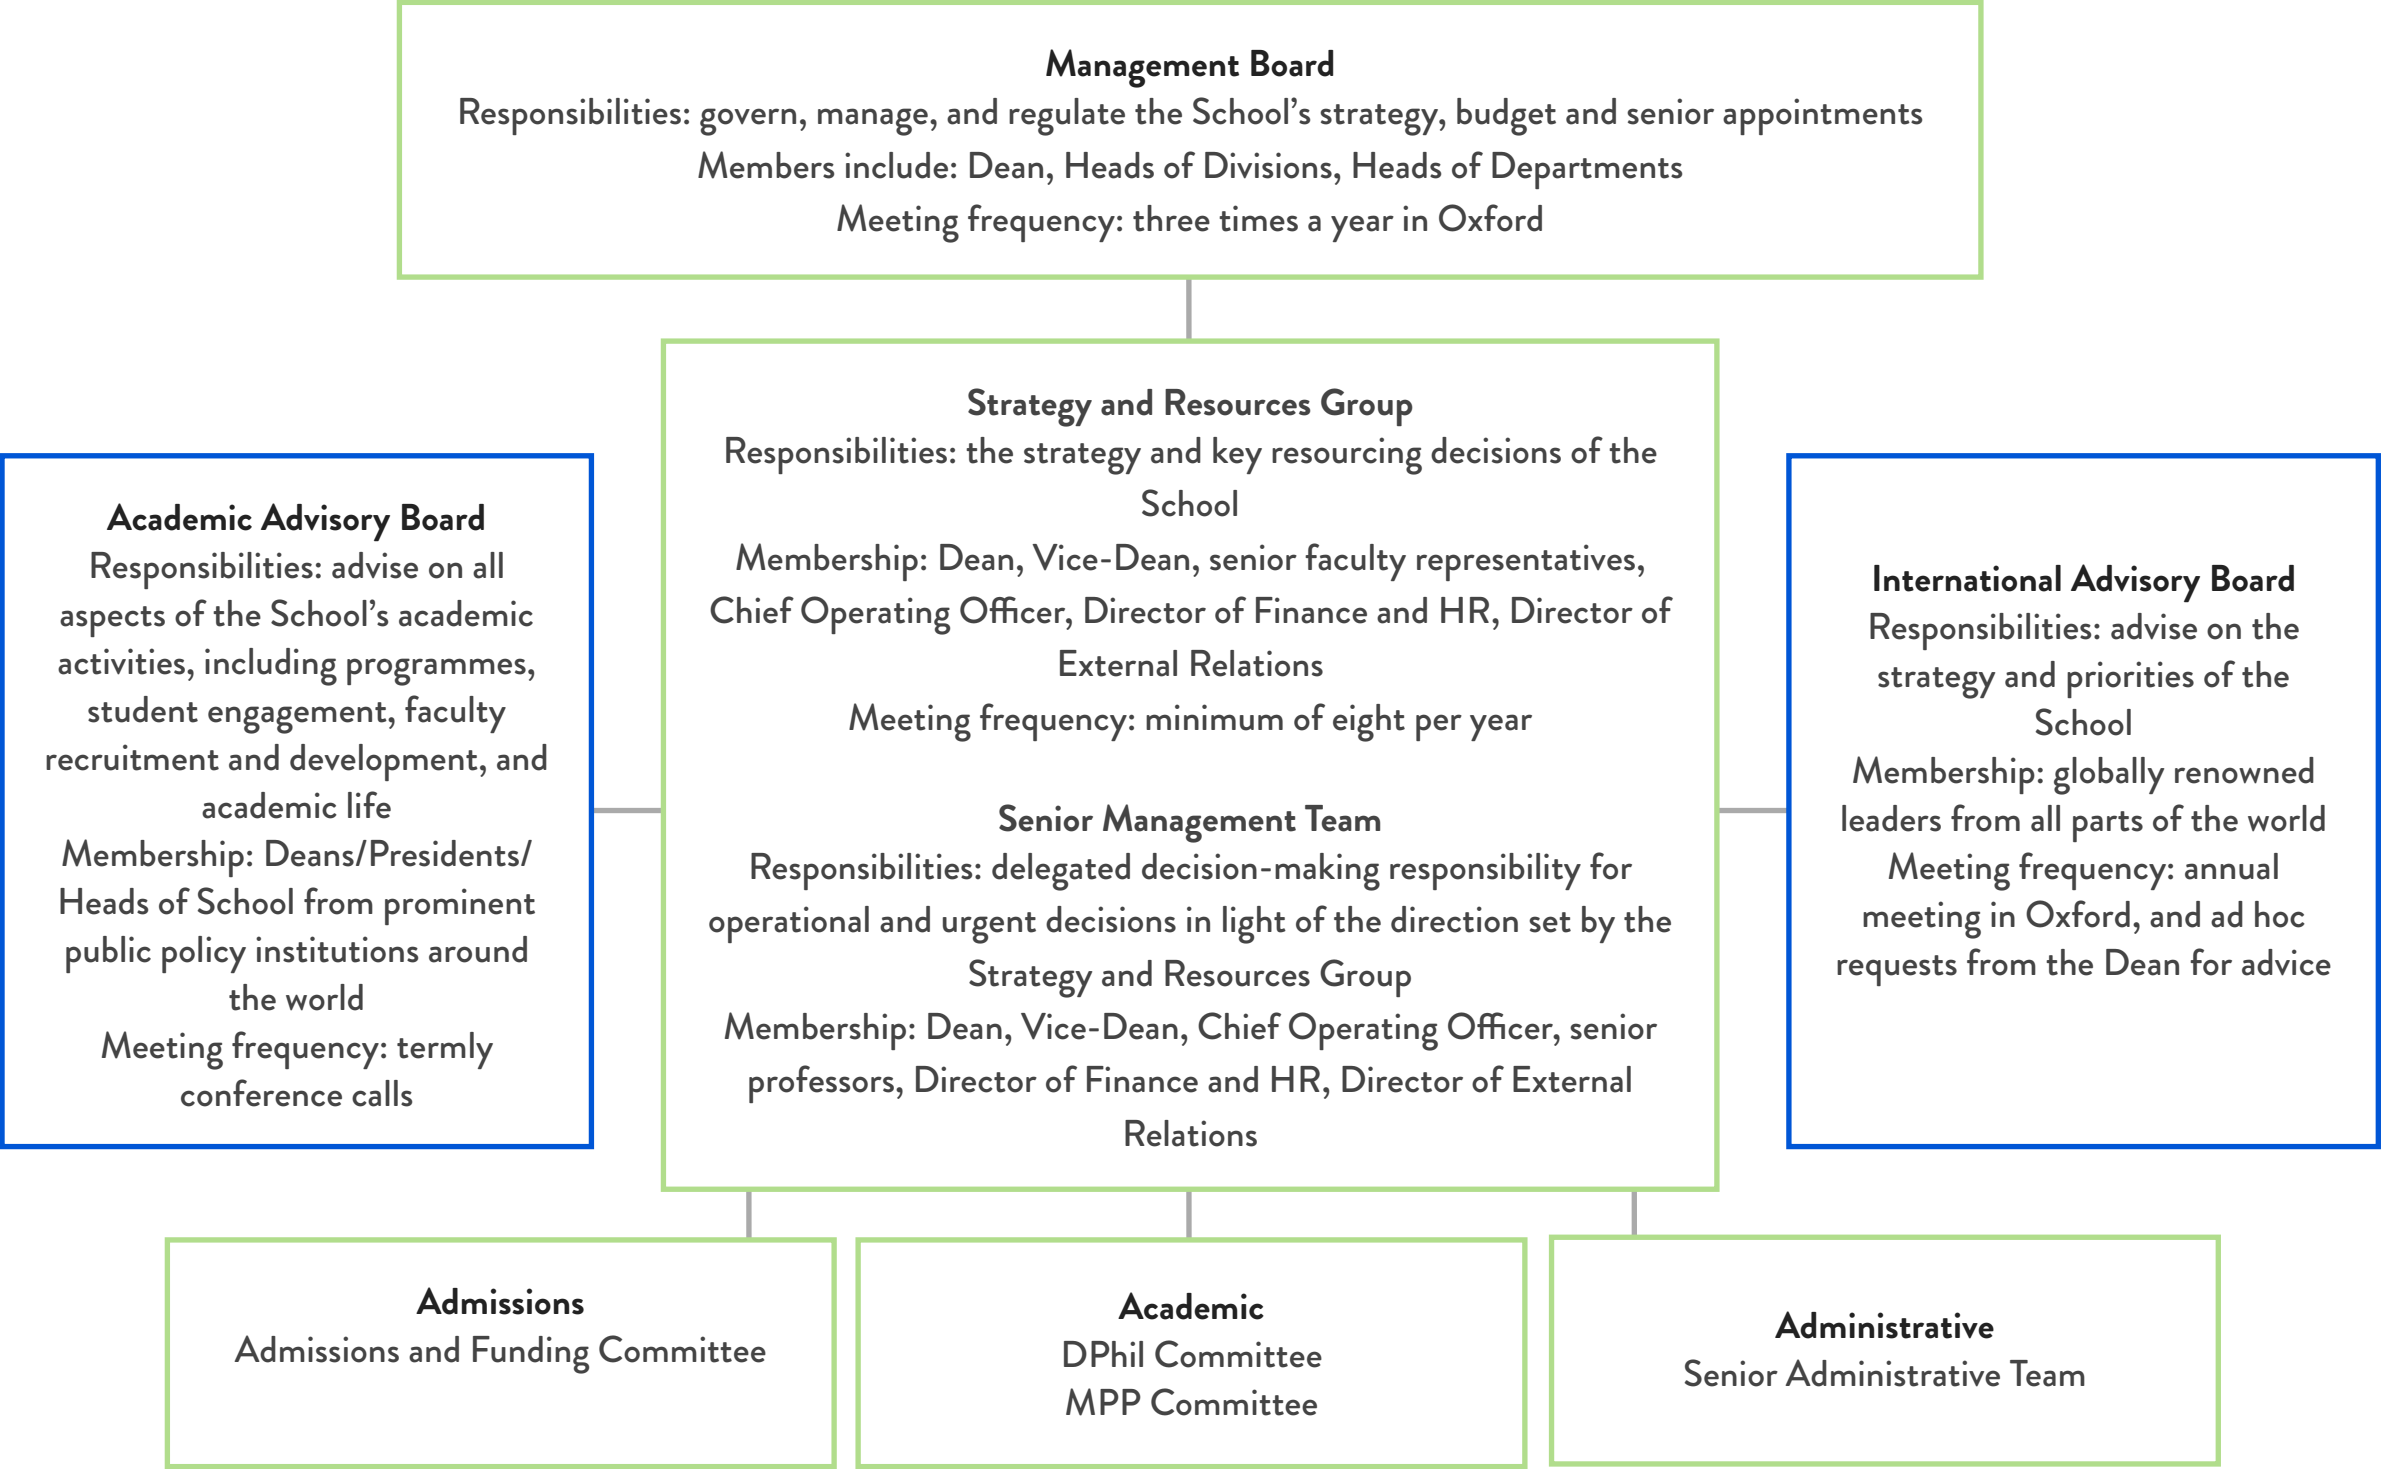 Management Board
Responsibilities: govern, manage, and regulate the School’s strategy, budget and senior appointments
Members include: Dean, Heads of Divisions, Heads of Departments
Meeting frequency: three times a year in Oxford
Strategy and Resources Group
Responsibilities: the strategy and key resourcing decisions of the
School
Membership: Dean, Vice-Dean, senior faculty representatives,
Chief Operating Officer, Director of Finance and HR, Director of
External Relations
Meeting frequency: minimum of eight per year
Senior Management Team
Responsibilities: delegated decision-making responsibility for
operational and urgent decisions in light of the direction set by the
Strategy and Resources Group
Membership: Dean, Vice-Dean, Chief Operating Officer, senior
professors, Director of Finance and HR, Director of External
Relations
Academic Advisory Board
Responsibilities: advise on all
aspects of the School’s academic
activities, including programmes,
student engagement, faculty
recruitment and development, and
academic life
Membership: Deans/Presidents/
Heads of School from prominent
public policy institutions around
the world
Meeting frequency: termly
conference calls
International Advisory Board
Responsibilities: advise on the
strategy and priorities of the
School
Membership: globally renowned
leaders from all parts of the world
Meeting frequency: annual
meeting in Oxford, and ad hoc
requests from the Dean for advice
Admissions
Admissions and Funding Committee
Academic
DPhil Committee
MPP Committee
Administrative
Senior Administrative Team